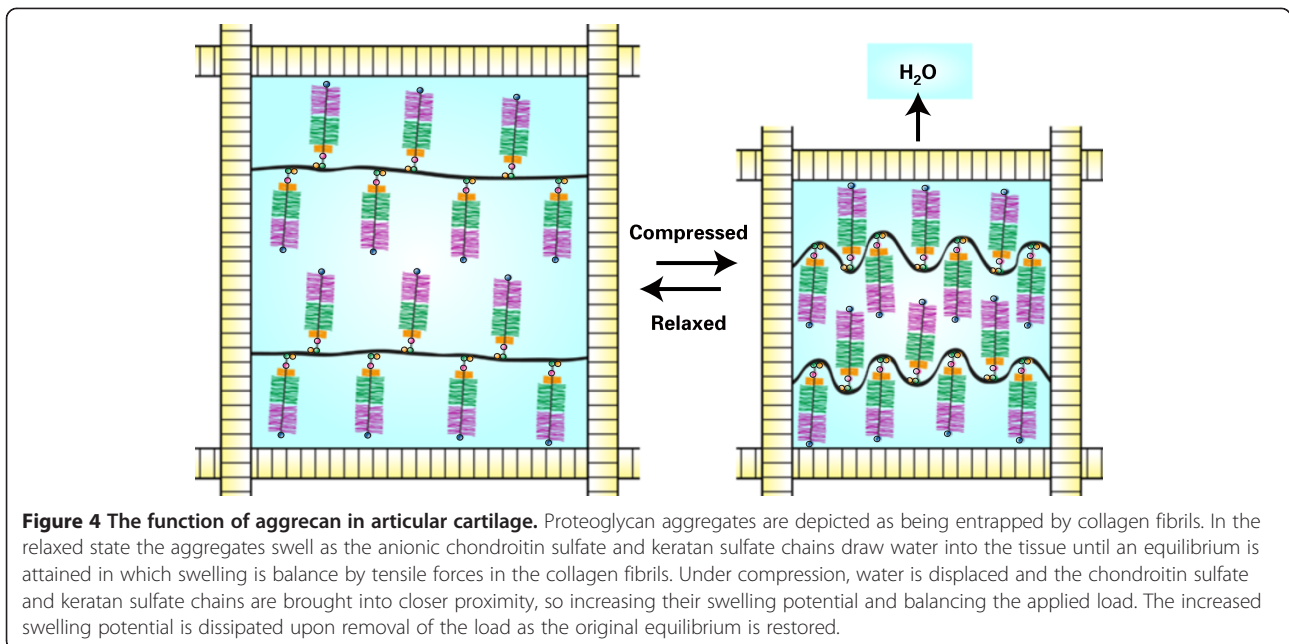 H₂O
Compressed
Relaxed
Figure 4 The function of aggrecan in articular cartilage. Proteoglycan aggregates are depicted as being entrapped by collagen fibrils. In the
relaxed state the aggregates swell as the anionic chondroitin sulfate and keratan sulfate chains draw water into the tissue until an equilibrium is
attained in which swelling is balance by tensile forces in the collagen fibrils. Under compression, water is displaced and the chondroitin sulfate
and keratan sulfate chains are brought into closer proximity, so increasing their swelling potential and balancing the applied load. The increased
swelling potential is dissipated upon removal of the load as the original equilibrium is restored.